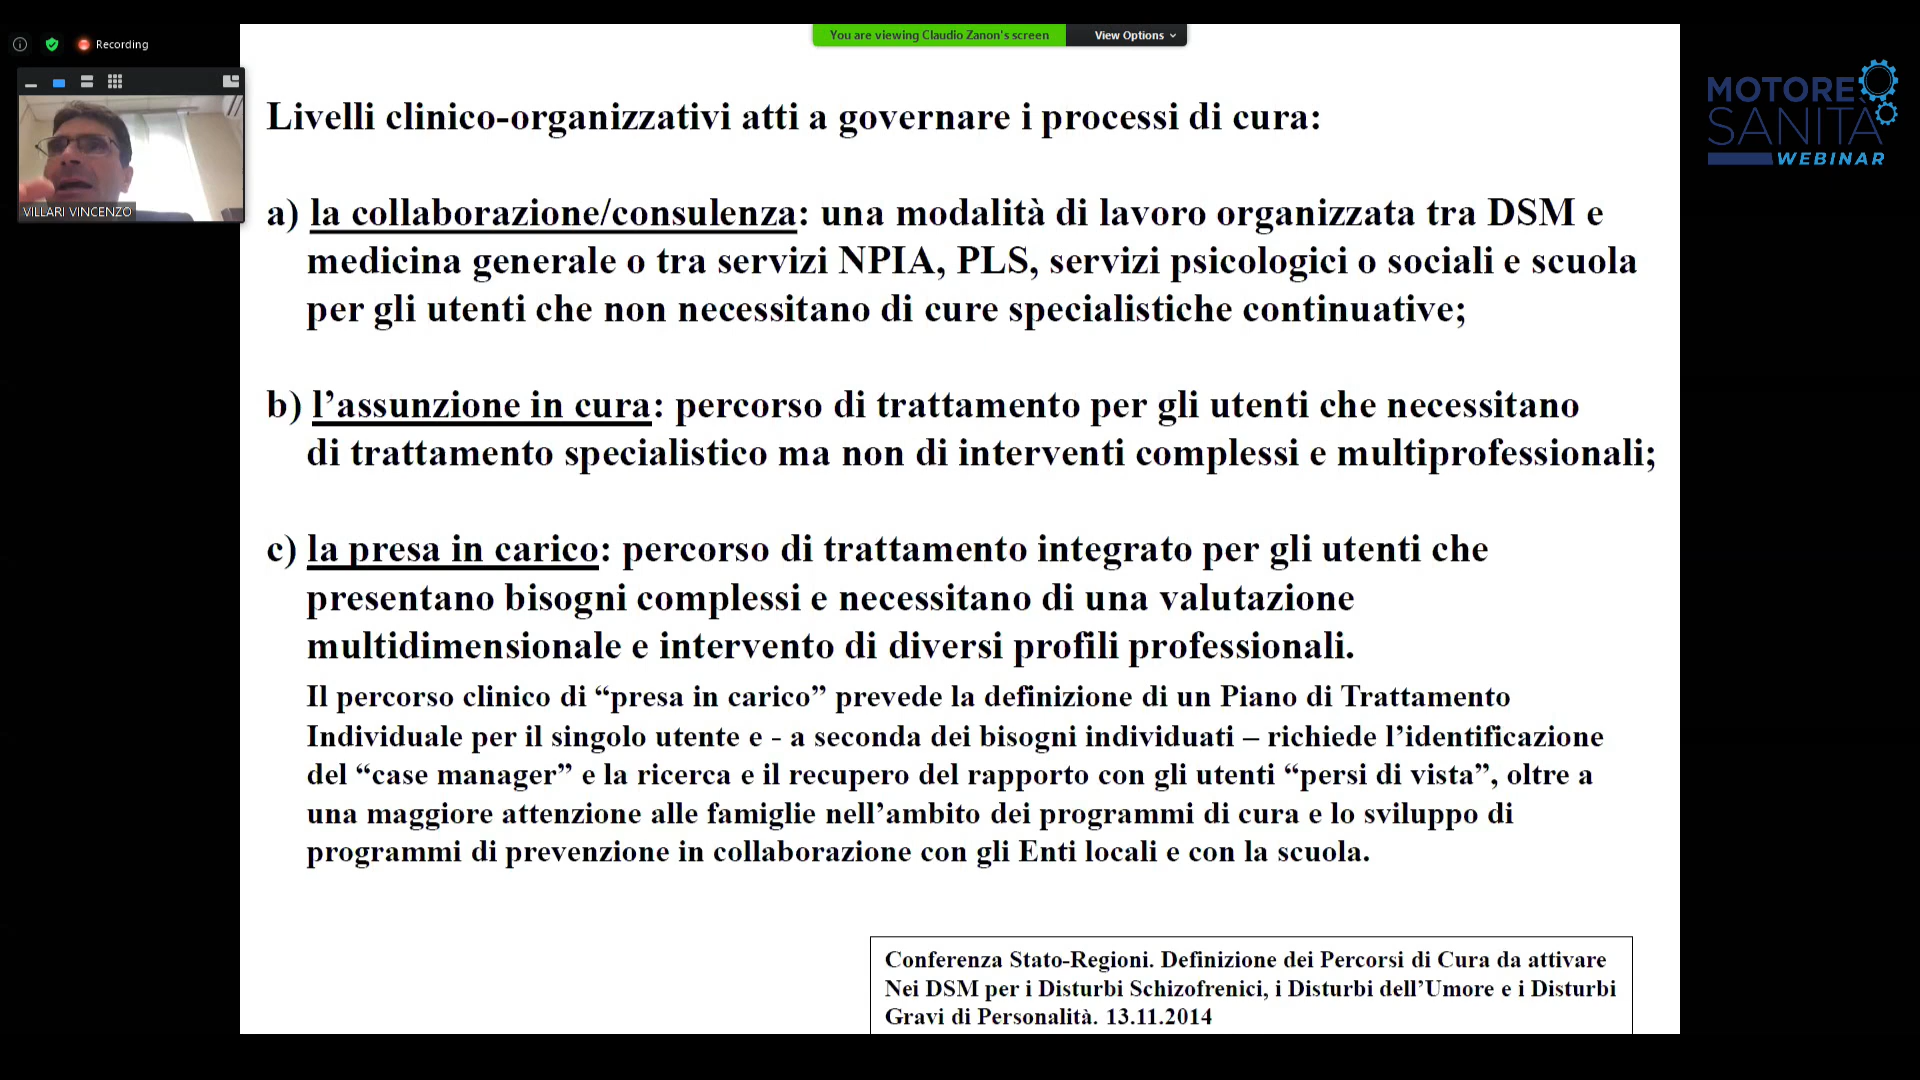 Recording
You are viewing Claudio Zanon's screen
View Options
MOTORE
SANITÀ
WEBINAR
VILLARI VINCENZO
Livelli clinico-organizzativi atti a governare i processi di cura:
a) la collaborazione/consulenza: una modalità di lavoro organizzata tra DSM e
medicina generale o tra servizi NPIA, PLS, servizi psicologici o sociali e scuola
per gli utenti che non necessitano di cure specialistiche continuative;
b) l’assunzione in cura: percorso di trattamento per gli utenti che necessitano
di trattamento specialistico ma non di interventi complessi e multiprofessionali;
c) la presa in carico: percorso di trattamento integrato per gli utenti che
presentano bisogni complessi e necessitano di una valutazione
multidimensionale e intervento di diversi profili professionali.
Il percorso clinico di “presa in carico” prevede la definizione di un Piano di Trattamento
Individuale per il singolo utente e - a seconda dei bisogni individuati – richiede l’identificazione
del “case manager” e la ricerca e il recupero del rapporto con gli utenti “persi di vista”, oltre a
una maggiore attenzione alle famiglie nell’ambito dei programmi di cura e lo sviluppo di
programmi di prevenzione in collaborazione con gli Enti locali e con la scuola.
Conferenza Stato-Regioni. Definizione dei Percorsi di Cura da attivare
Nei DSM per i Disturbi Schizofrenici, i Disturbi dell’Umore e i Disturbi
Gravi di Personalità. 13.11.2014